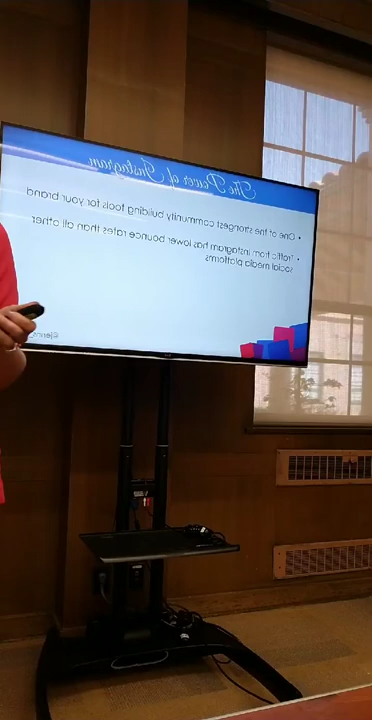 The Power of Instagram
• One of the strongest community building tools for your brand
• Traffic from Instagram has lower bounce rates than all other
social media platforms